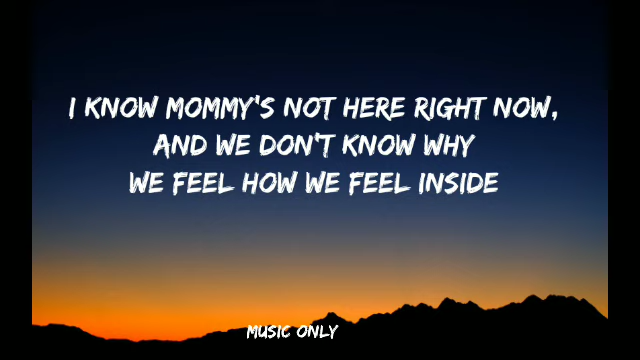 I KNOW MOMMY'S NOT HERE RIGHT NOW,
AND WE DON'T KNOW WHY
WE FEEL HOW WE FEEL INSIDE
MUSIC ONLY